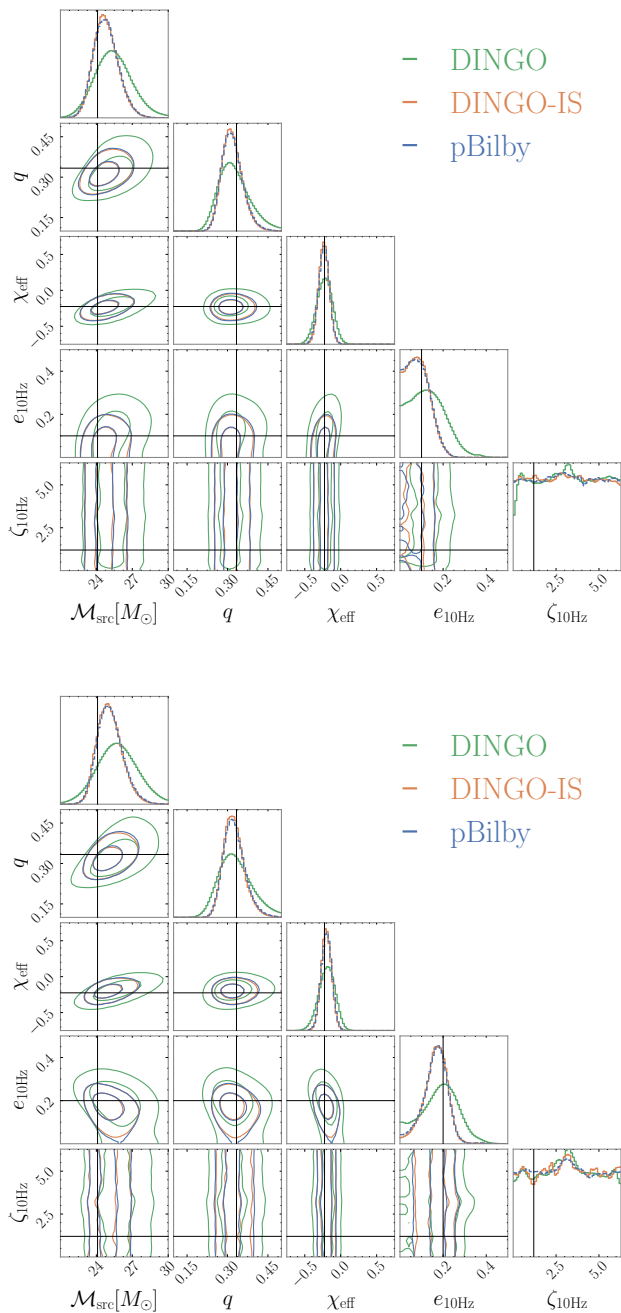 DINGO
DINGO-IS
pBilby
q
0.45
0.30
0.15
χeff
0.5
0.0
−0.5
e10Hz
0.4
0.2
ζ10Hz
5.0
2.5
24 27 30 0.15 0.30 0.45 −0.5 0.0 0.5 0.2 0.4 2.5 5.0
ℳsrc[M⊙] q χeff e10Hz ζ10Hz
DINGO
DINGO-IS
pBilby
q
0.45
0.30
0.15
χeff
0.5
0.0
−0.5
e10Hz
0.4
0.2
ζ10Hz
5.0
2.5
24 27 30 0.15 0.30 0.45 −0.5 0.0 0.5 0.2 0.4 2.5 5.0
ℳsrc[M⊙] q χeff e10Hz ζ10Hz